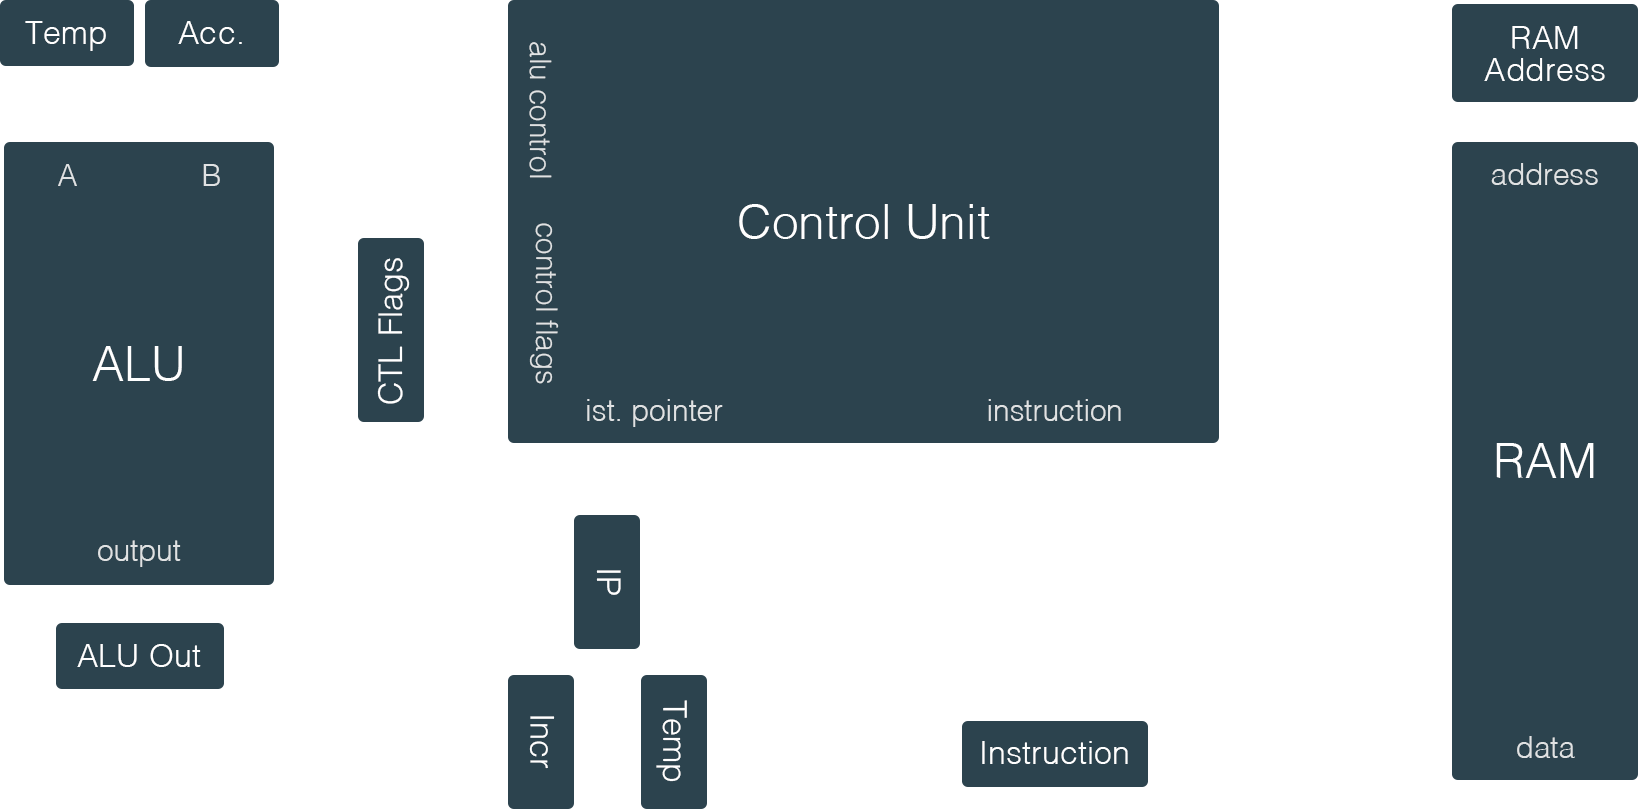 Temp
Acc.
RAM
Address
alu control
A
B
address
Control Unit
control flags
CTL Flags
ALU
ist. pointer
instruction
RAM
output
IP
ALU Out
Incr
Temp
Instruction
data